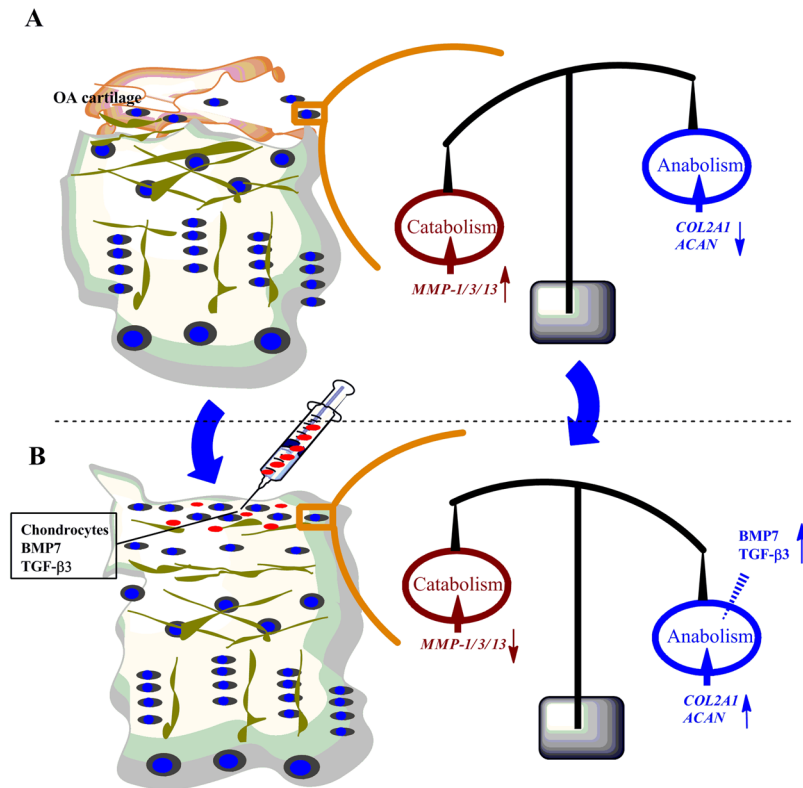 A
OA cartilage
Catabolism
MMP-1/3/13
Anabolism
COL2A1
ACAN
B
Chondrocytes
BMP7
TGF-β3
Catabolism
MMP-1/3/13
BMP7
TGF-β3
Anabolism
COL2A1
ACAN